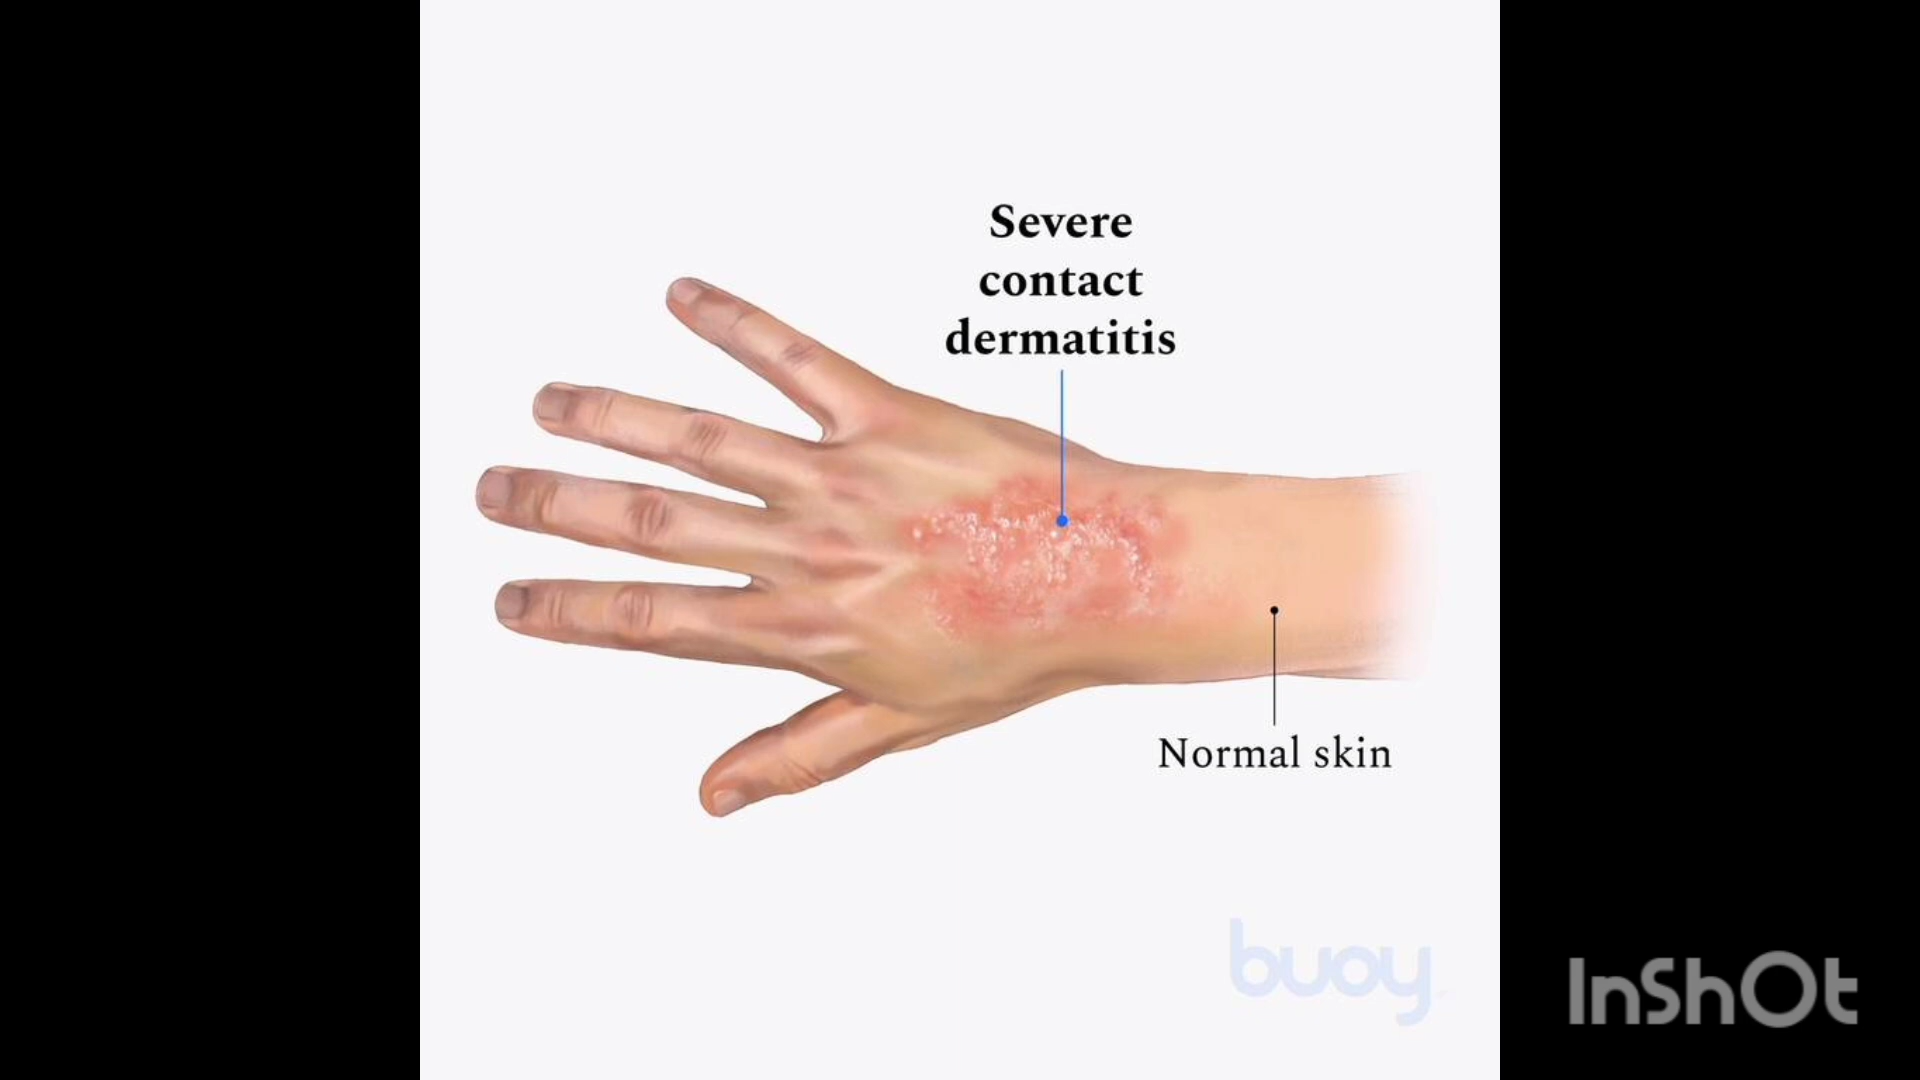 Severe
contact
dermatitis
Normal skin
buoy
InShOt